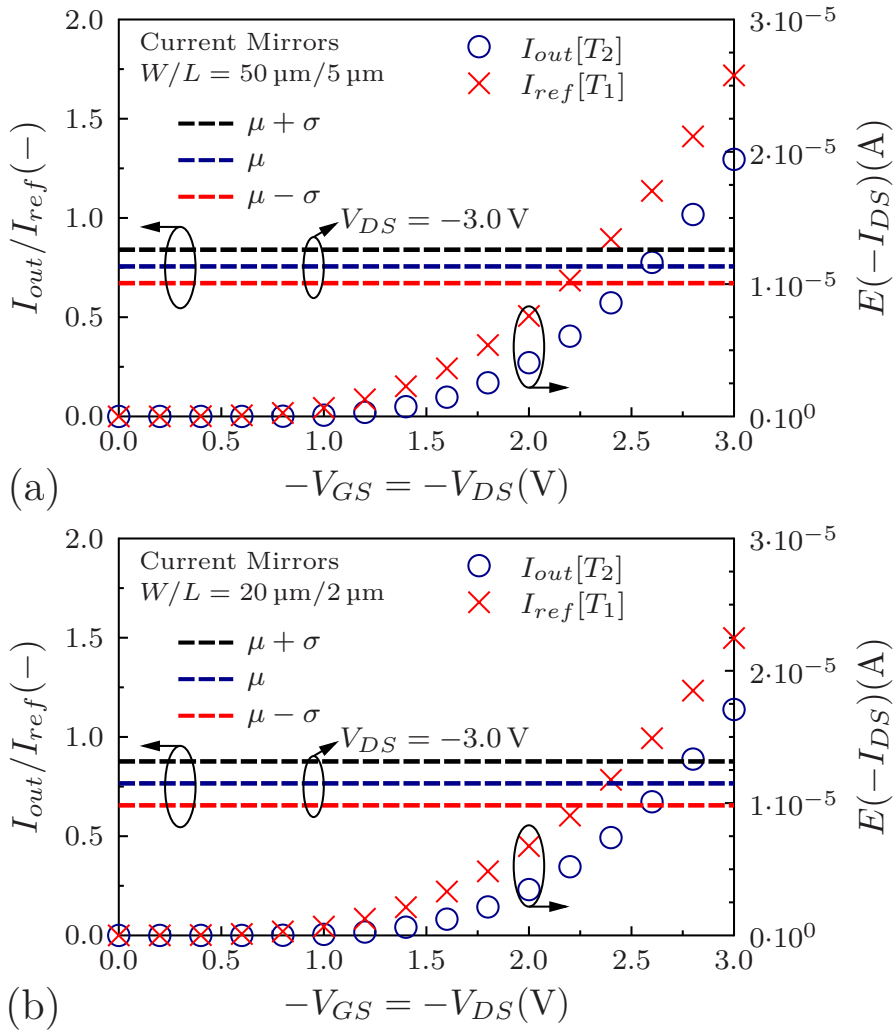 2.0
1.5
1.0
0.5
0.0
I_out/I_ref(−)
Current Mirrors
W/L = 50 μm/5 μm
μ + σ
μ
μ − σ
I_out[T_2]
I_ref[T_1]
V_DS = −3.0 V
3·10^-5
2·10^-5
1·10^-5
0·10^0
E(−I_DS)(A)
0.0 0.5 1.0 1.5 2.0 2.5 3.0
(a) −V_GS = −V_DS(V)
2.0
1.5
1.0
0.5
0.0
I_out/I_ref(−)
Current Mirrors
W/L = 20 μm/2 μm
μ + σ
μ
μ − σ
I_out[T_2]
I_ref[T_1]
V_DS = −3.0 V
3·10^-5
2·10^-5
1·10^-5
0·10^0
E(−I_DS)(A)
0.0 0.5 1.0 1.5 2.0 2.5 3.0
(b) −V_GS = −V_DS(V)